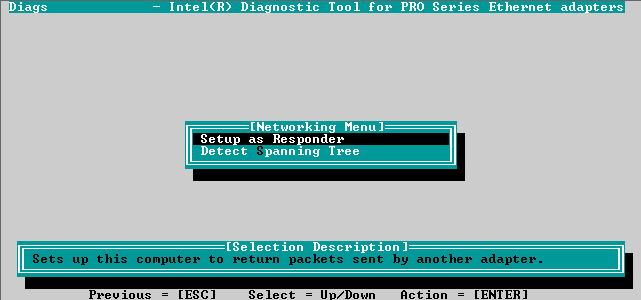 Diags - Intel(R) Diagnostic Tool for PRO Series Ethernet adapters
[Networking Menu]
Setup as Responder
Detect Spanning Tree
[Selection Description]
Sets up this computer to return packets sent by another adapter.
Previous = [ESC] Select = Up/Down Action = [ENTER]